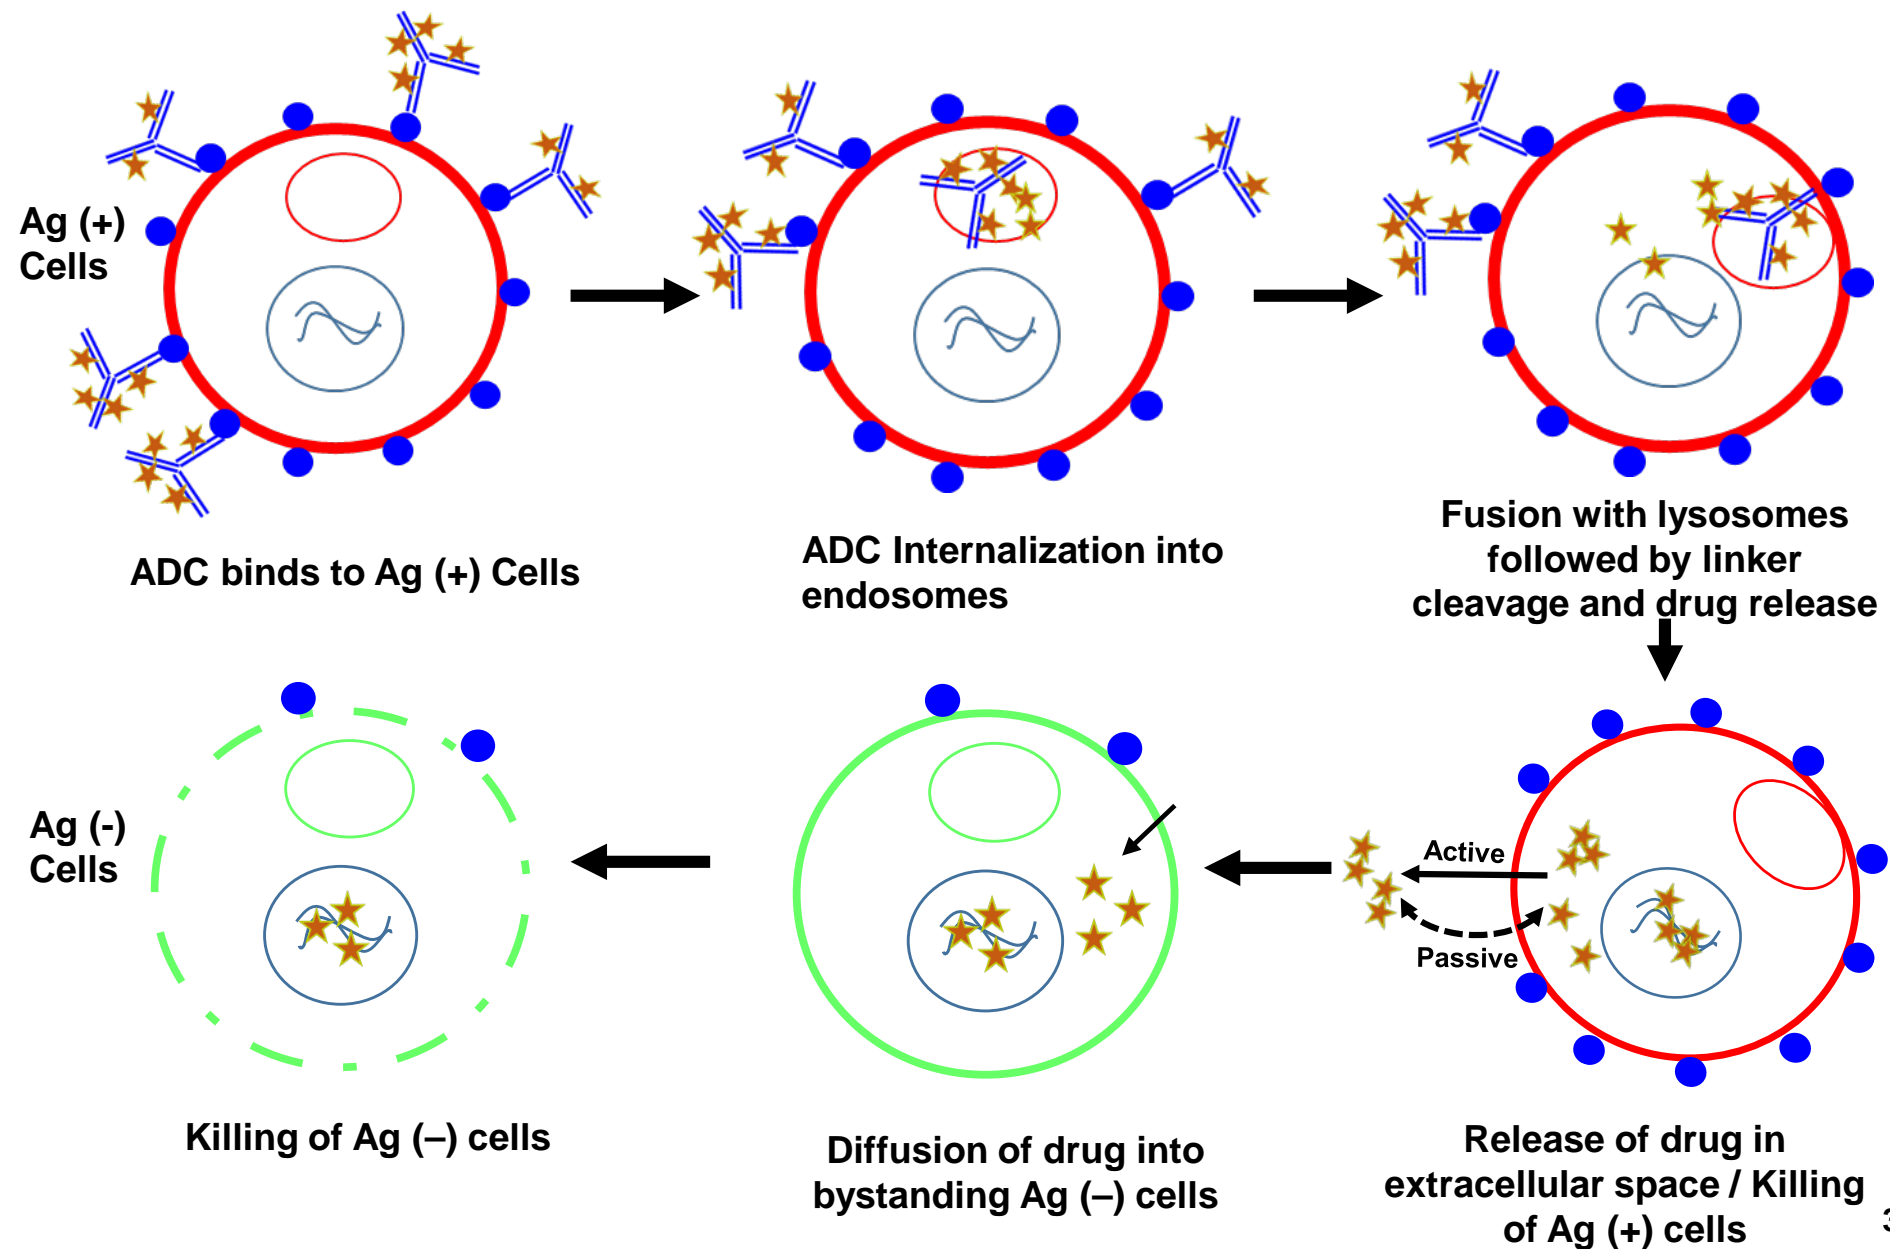 Ag (+)
Cells
ADC binds to Ag (+) Cells
ADC Internalization into
endosomes
Fusion with lysosomes
followed by linker
cleavage and drug release
Ag (-)
Cells
Active
Passive
Killing of Ag (–) cells
Diffusion of drug into
bystanding Ag (–) cells
Release of drug in
extracellular space / Killing
of Ag (+) cells